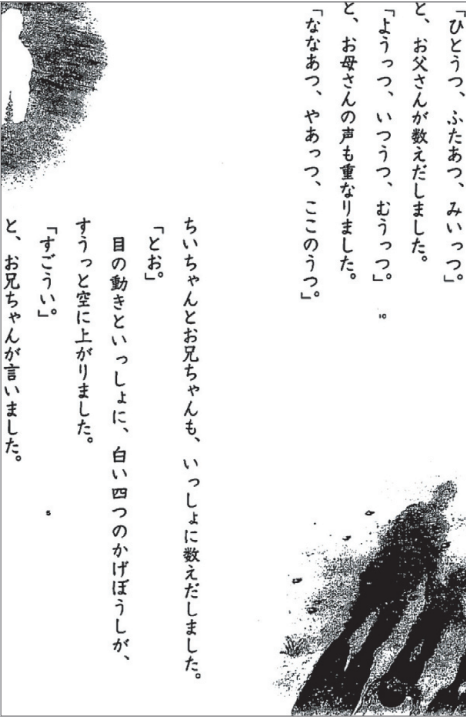 「ひとうつ、ふたあつ、みいっつ。」
と、お父さんが数えだしました。
「ようっつ、いつうつ、むうっつ。」
と、お母さんの声も重なりました。
「ななあつ、やあっつ、ここのうつ。」
ちいちゃんとお兄ちゃんも、いっしょに数えだしました。
「とお。」
目の動きといっしょに、白い四つのかげぼうしが、
すうっと空に上がりました。
「すごうい。」
と、お兄ちゃんが言いました。
10
5